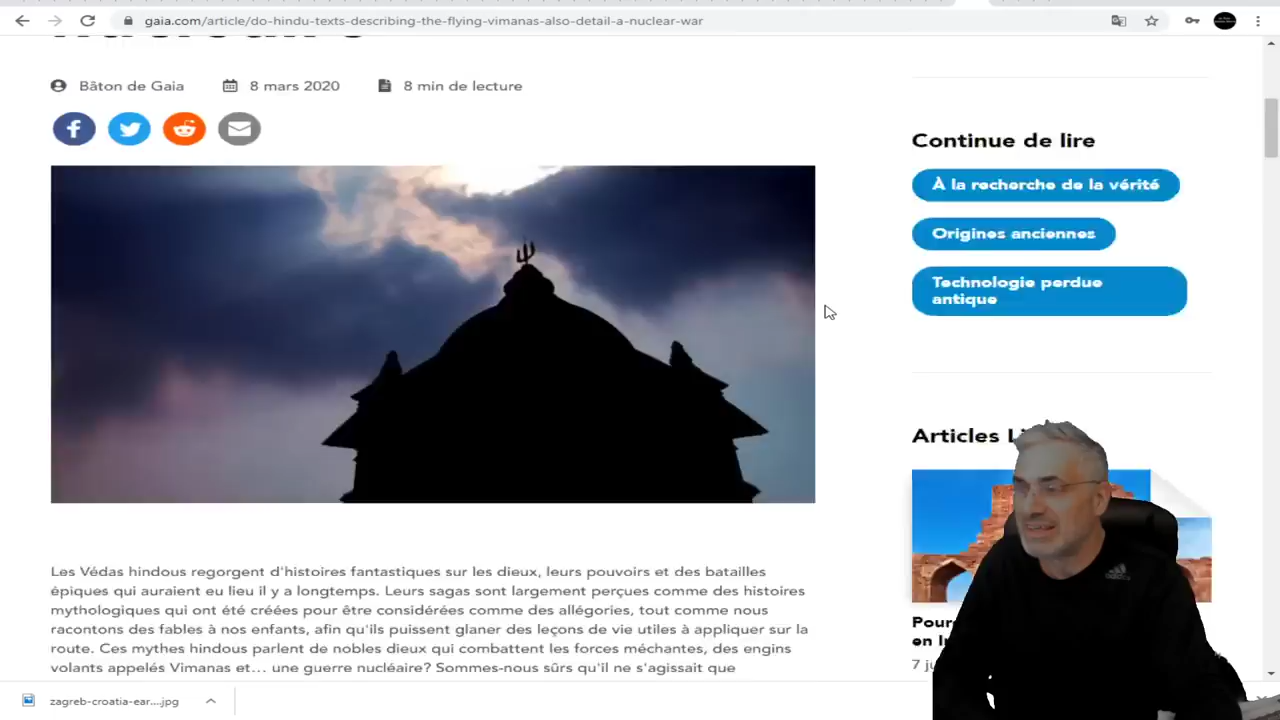 gaia.com/article/do-hindu-texts-describing-the-flying-vimanas-also-detail-a-nuclear-war
Bâton de Gaia
8 mars 2020
8 min de lecture
Continue de lire
À la recherche de la vérité
Origines anciennes
Technologie perdue
antique
Articles
Les Védas hindous regorgent d'histoires fantastiques sur les dieux, leurs pouvoirs et des batailles
épiques qui auraient eu lieu il y a longtemps. Leurs sagas sont largement perçues comme des histoires
mythologiques qui ont été créées pour être considérées comme des allégories, tout comme nous
racontons des fables à nos enfants, afin qu'ils puissent glaner des leçons de vie utiles à appliquer sur la
route. Ces mythes hindous parlent de nobles dieux qui combattent les forces méchantes, des engins
volants appelés Vimanas et... une guerre nucléaire? Sommes-nous sûrs qu'il ne s'agissait que
en
7
adidas
zagreb-croatia-ear....jpg